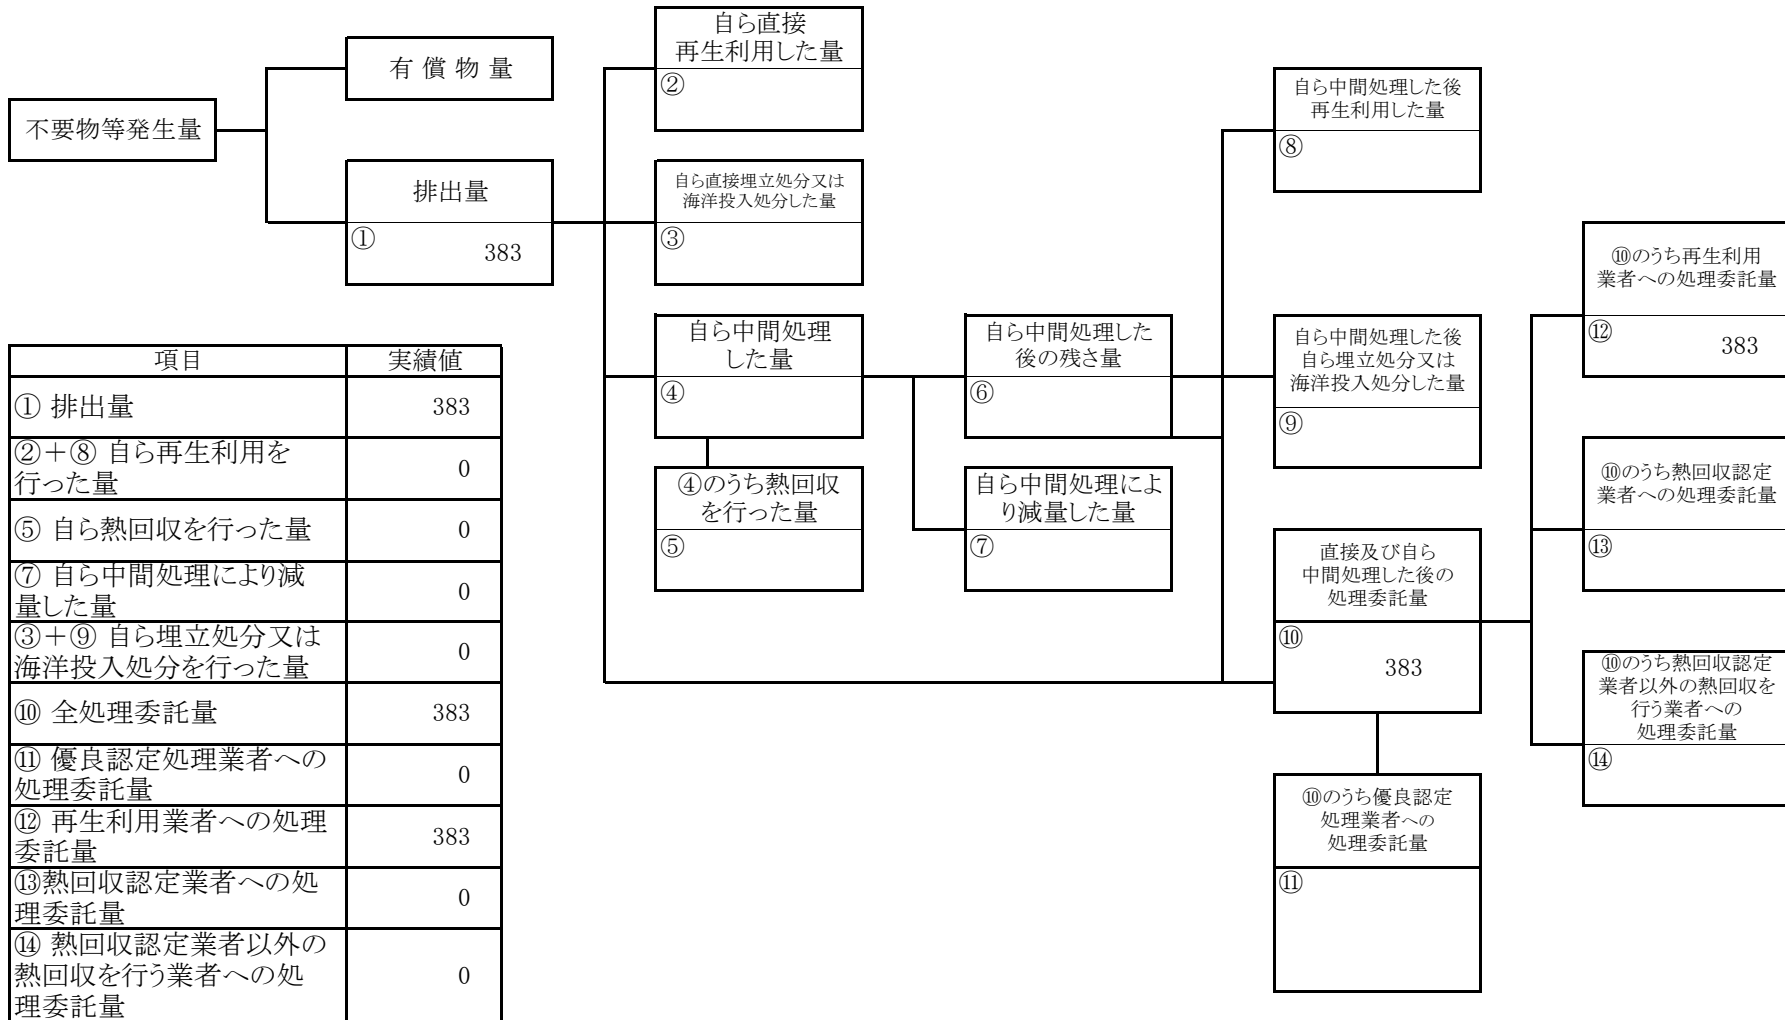 自ら直接
再生利用した量
②
有 償 物 量
不要物等発生量
排出量
①
383
自ら直接埋立処分又は
海洋投入処分した量
③
自ら中間処理した後
再生利用した量
⑧
⑩のうち再生利用
業者への処理委託量
⑫
383
自ら中間処理
した量
④
自ら中間処理した
後の残さ量
⑥
自ら中間処理した後
自ら埋立処分又は
海洋投入処分した量
⑨
④のうち熱回収
を行った量
⑤
自ら中間処理によ
り減量した量
⑦
⑩のうち熱回収認定
業者への処理委託量
⑬
直接及び自ら
中間処理した後の
処理委託量
⑩
383
⑩のうち熱回収認定
業者以外の熱回収を
行う業者への
処理委託量
⑭
⑩のうち優良認定
処理業者への
処理委託量
⑪
項目 実績値
① 排出量 383
②＋⑧ 自ら再生利用を
行った量 0
⑤ 自ら熱回収を行った量 0
⑦ 自ら中間処理により減
量した量 0
③＋⑨ 自ら埋立処分又は
海洋投入処分を行った量 0
⑩ 全処理委託量 383
⑪ 優良認定処理業者への
処理委託量 0
⑫ 再生利用業者への処理
委託量 383
⑬熱回収認定業者への処
理委託量 0
⑭ 熱回収認定業者以外の
熱回収を行う業者への処
理委託量 0